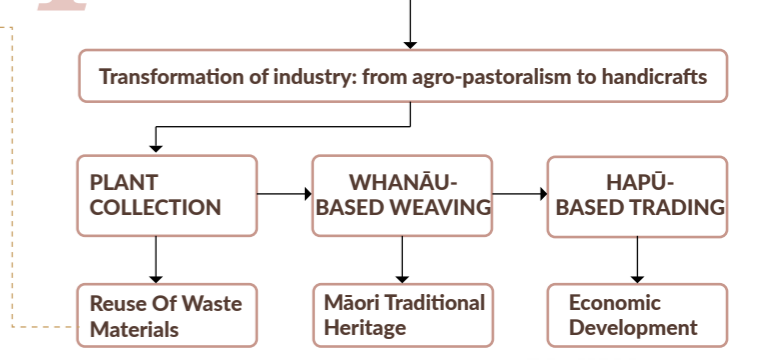 Transformation of industry: from agro-pastoralism to handicrafts
PLANT
COLLECTION
WHANĀU-
BASED WEAVING
HAPŪ-
BASED TRADING
Reuse Of Waste
Materials
Māori Traditional
Heritage
Economic
Development